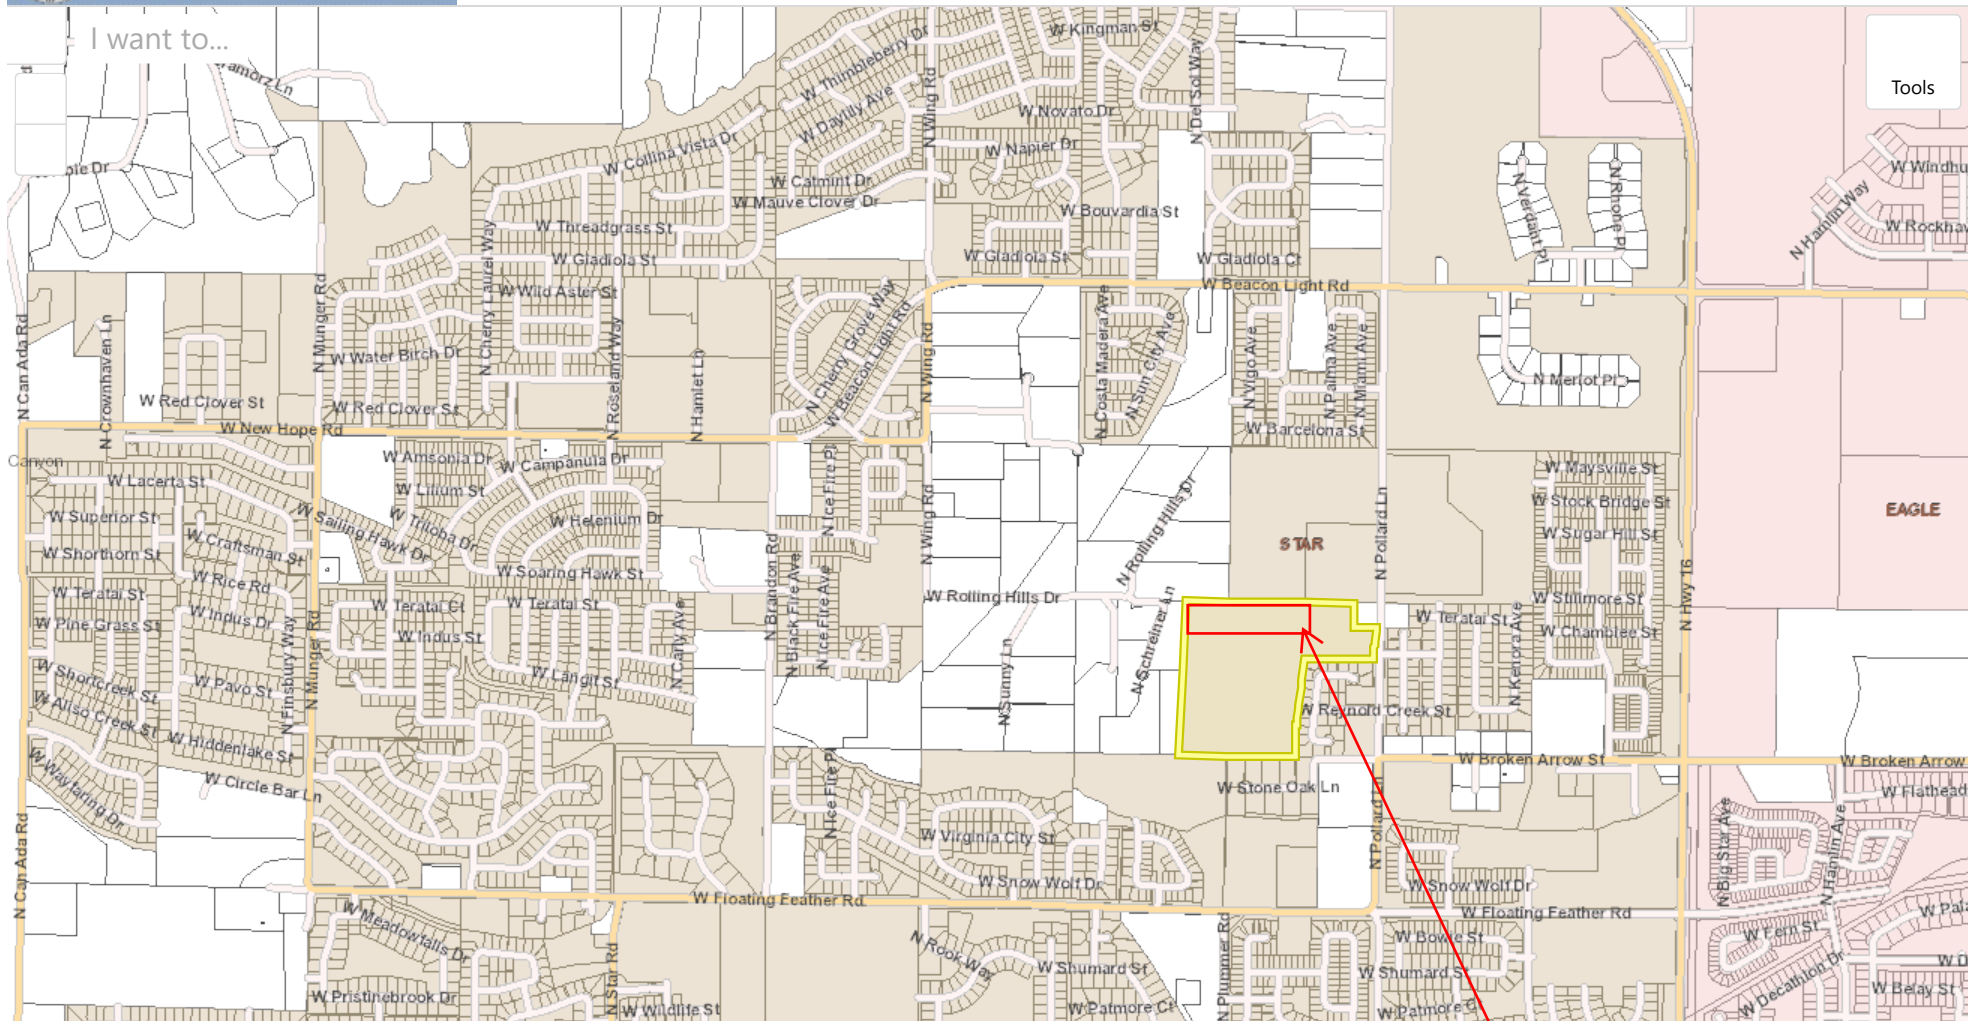 I want to...
Tools
W Kingman St
W Thimbleberry Dr
N Wing Rd
N Del Sol Way
W Daylily Ave
W Novato Dr
W Collina Vista Dr
W Napier Dr
W Catmint Dr
W Mauve Clover Dr
W Bouvardia St
W Threadgrass St
W Gladiola St
W Gladiola St
W Gladiola Ct
N Verdant Pl
N Rhone Pl
N Hamlin Way
W Windhu
W Rockhav
W Beacon Light Rd
N Cherry Laurel Way
W Wild Aster St
N Munger Rd
N Can Ada Rd
N Crownhaven Ln
W Water Birch Dr
N Roseland Way
N Hamlet Ln
N Cherry Grove Way
W Beacon Light Rd
N Wing Rd
N Costa Madera Ave
N Sun City Ave
N Vigo Ave
N Palma Ave
N Miami Ave
N Merlot Pl
W Red Clover St
W Red Clover St
W New Hope Rd
W Barcelona St
Canyon
W Lacerta St
W Amsonia Dr
W Campanula Dr
W Lilium St
W Superior St
W Sailing Hawk Dr
W Triloba Dr
W Helenium Dr
N Ice Fire Pl
N Wing Rd
N Rolling Hills Dr
N Pollard Ln
W Maysville St
W Stock Bridge St
W Sugar Hill St
EAGLE
STAR
W Shorthorn St
W Craftsman St
W Rice Rd
W Soaring Hawk St
N Brandon Rd
N Black Fire Ave
N Ice Fire Ave
W Teratai St
W Indus Dr
W Teratai Ct
W Teratai St
W Rolling Hills Dr
N Schreiner Ln
W Teratai St
W Stillmore St
N Hwy 16
W Pine Grass St
W Indus St
N Carly Ave
N Sunny Ln
N Kenora Ave
W Chamblee St
W Shortcreek St
W Pavo St
N Finsbury Way
N Munger Rd
W Langit St
W Aliso Creek St
W Hiddenlake St
W Reynold Creek St
W Wayfaring Dr
W Circle Bar Ln
N Ice Fire Pl
W Stone Oak Ln
W Broken Arrow St
W Broken Arrow
W Flathead
N Can Ada Rd
W Virginia City St
N Pollard Ln
N Big Star Ave
N Hamlin Ave
W Snow Wolf Dr
W Snow Wolf Dr
W Floating Feather Rd
W Floating Feather Rd
W Meadowfalls Dr
N Star Rd
N Rook Way
N Plummer Rd
W Bowie St
W Fern St
W Pala
W Shumard St
W Shumard S
W Decathlon Dr
W D
W Pristinebrook Dr
W Wildlife St
W Patmore Ct
W Patmore C
W Belay St